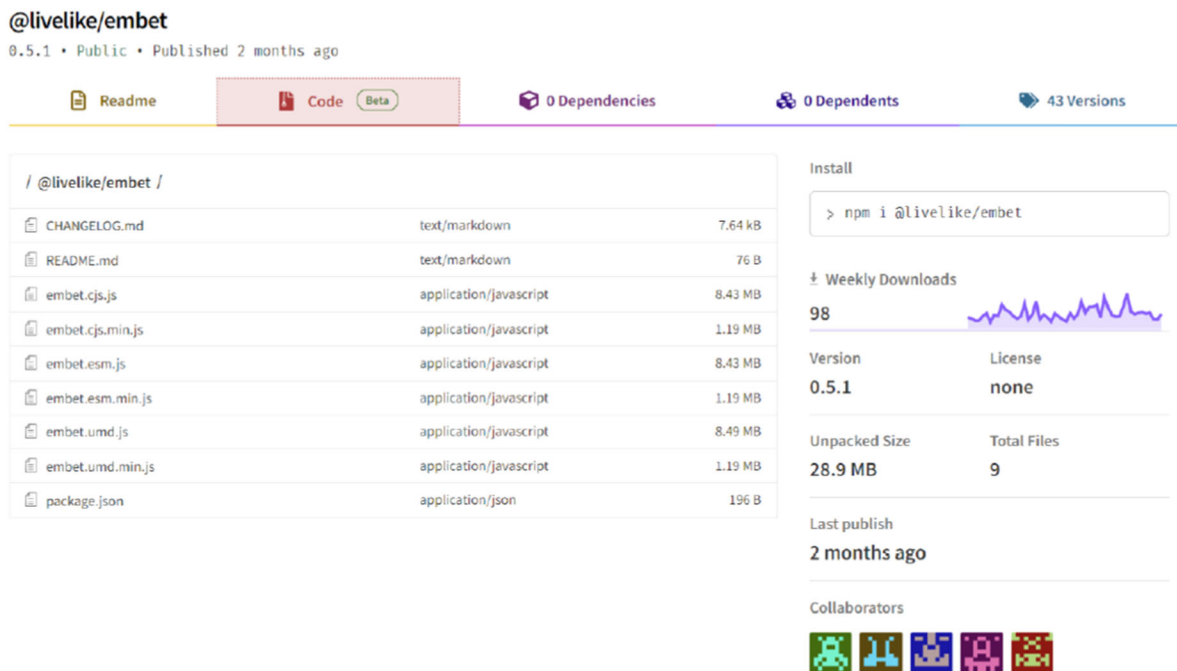 @livelike/embet
0.5.1 • Public • Published 2 months ago
Readme
Code Beta
0 Dependencies
0 Dependents
43 Versions
/ @livelike/embet /
CHANGELOG.md text/markdown 7.64 kB
README.md text/markdown 76 B
embet.cjs.js application/javascript 8.43 MB
embet.cjs.min.js application/javascript 1.19 MB
embet.esm.js application/javascript 8.43 MB
embet.esm.min.js application/javascript 1.19 MB
embet.umd.js application/javascript 8.49 MB
embet.umd.min.js application/javascript 1.19 MB
package.json application/json 196 B
Install
> npm i @livelike/embet
Weekly Downloads
98
Version License
0.5.1 none
Unpacked Size Total Files
28.9 MB 9
Last publish
2 months ago
Collaborators